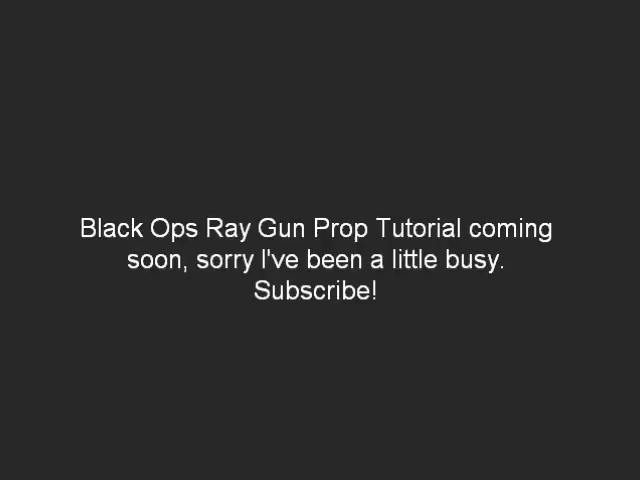 Black Ops Ray Gun Prop Tutorial coming
soon, sorry I've been a little busy.
Subscribe!